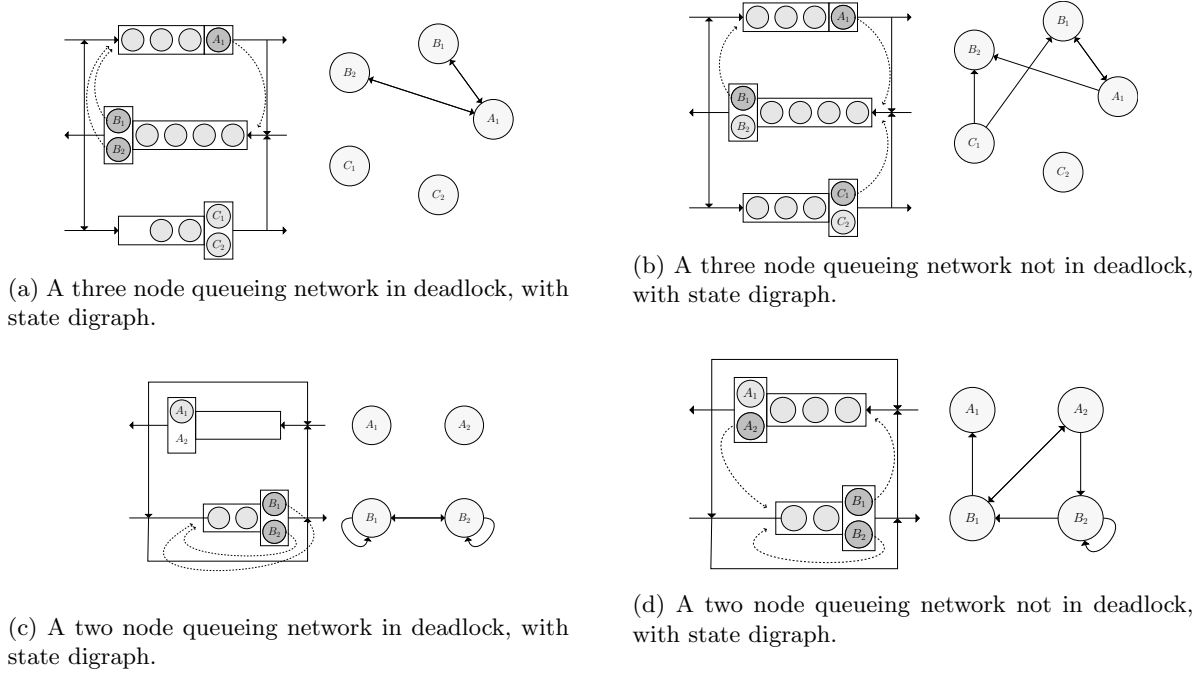 A₁
B₁
B₂
C₁
C₂
B₁
B₂
A₁
C₁
C₂
(a) A three node queueing network in deadlock, with
state digraph.
A₁
B₁
B₂
C₁
C₂
B₁
B₂
A₁
C₁
C₂
(b) A three node queueing network not in deadlock,
with state digraph.
A₁
A₂
B₁
B₂
A₁
A₂
B₁
B₂
(c) A two node queueing network in deadlock, with
state digraph.
A₁
A₂
B₁
B₂
A₁
A₂
B₁
B₂
(d) A two node queueing network not in deadlock,
with state digraph.